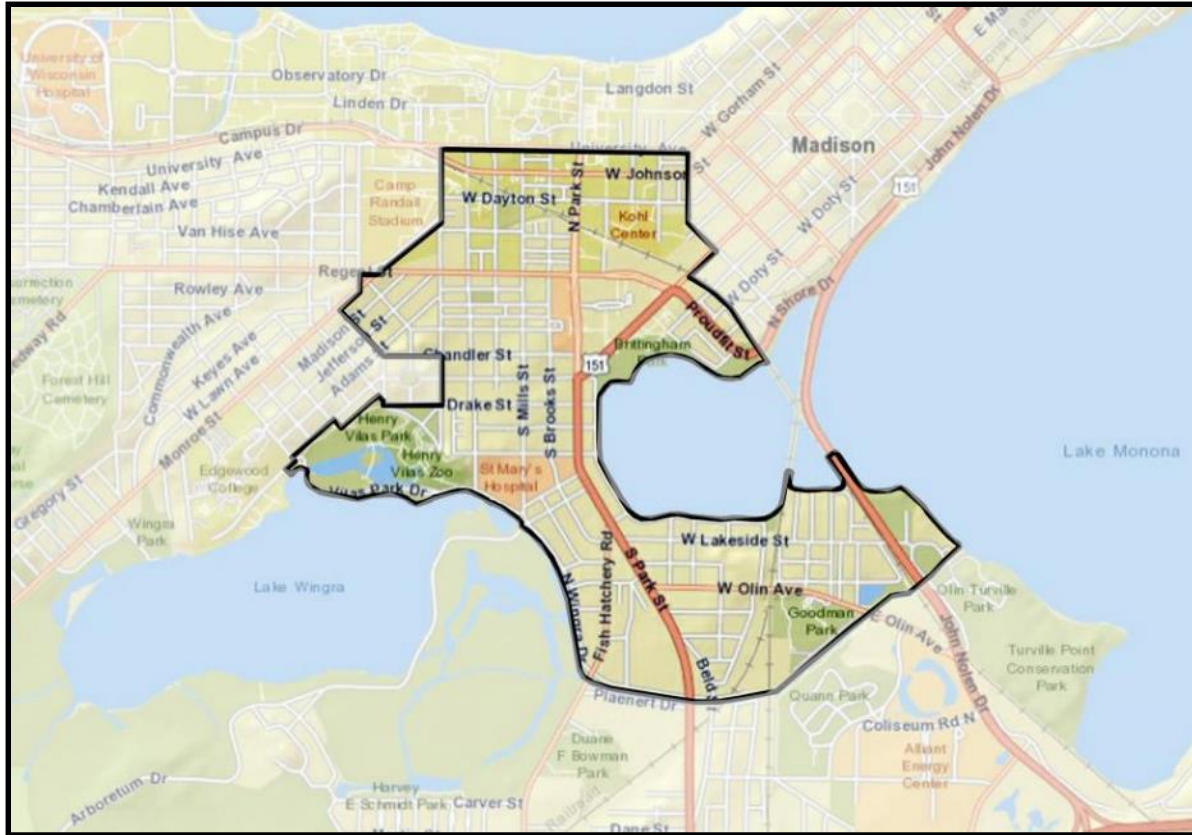 University of
Wisconsin
Hospital
Observatory Dr
Linden Dr
Langdon St
W Gorham St
Campus Dr
University Ave
University Ave
Madison
John Nolen Dr
151
Kendall Ave
Chamberlain Ave
Camp
Randall
Stadium
W Dayton St
N Park St
W Johnson
Kohl
Center
Van Hise Ave
W Doty St
W Doty St
Regent St
Rowley Ave
N Shore Dr
Proudfit St
Commonwealth Ave
Keyes Ave
W Lawn Ave
Madison St
Jefferson St
Adams St
Chandler St
151
Brittingham
Park
Forest Hill
Cemetery
Monroe St
Drake St
S Mills St
S Brooks St
Henry
Vilas Park
Henry
Vilas Zoo
St Mary's
Hospital
Vilas Park Dr
Edgewood
College
Gregory St
Wingra
Park
Lake Monona
Lake Wingra
W Lakeside St
N Wingra Dr
Fish Hatchery Rd
S Park St
W Olin Ave
Goodman
Park
E Olin Ave
Olin Turville
Park
John Nolen Dr
Turville Point
Conservation
Park
Beld St
Plaenert Dr
Quann Park
Coliseum Rd N
Duane
F Bowman
Park
Alliant
Energy
Center
Arboretum Dr
Harvey
E Schmidt Park
Carver St
Railroad
Dane St